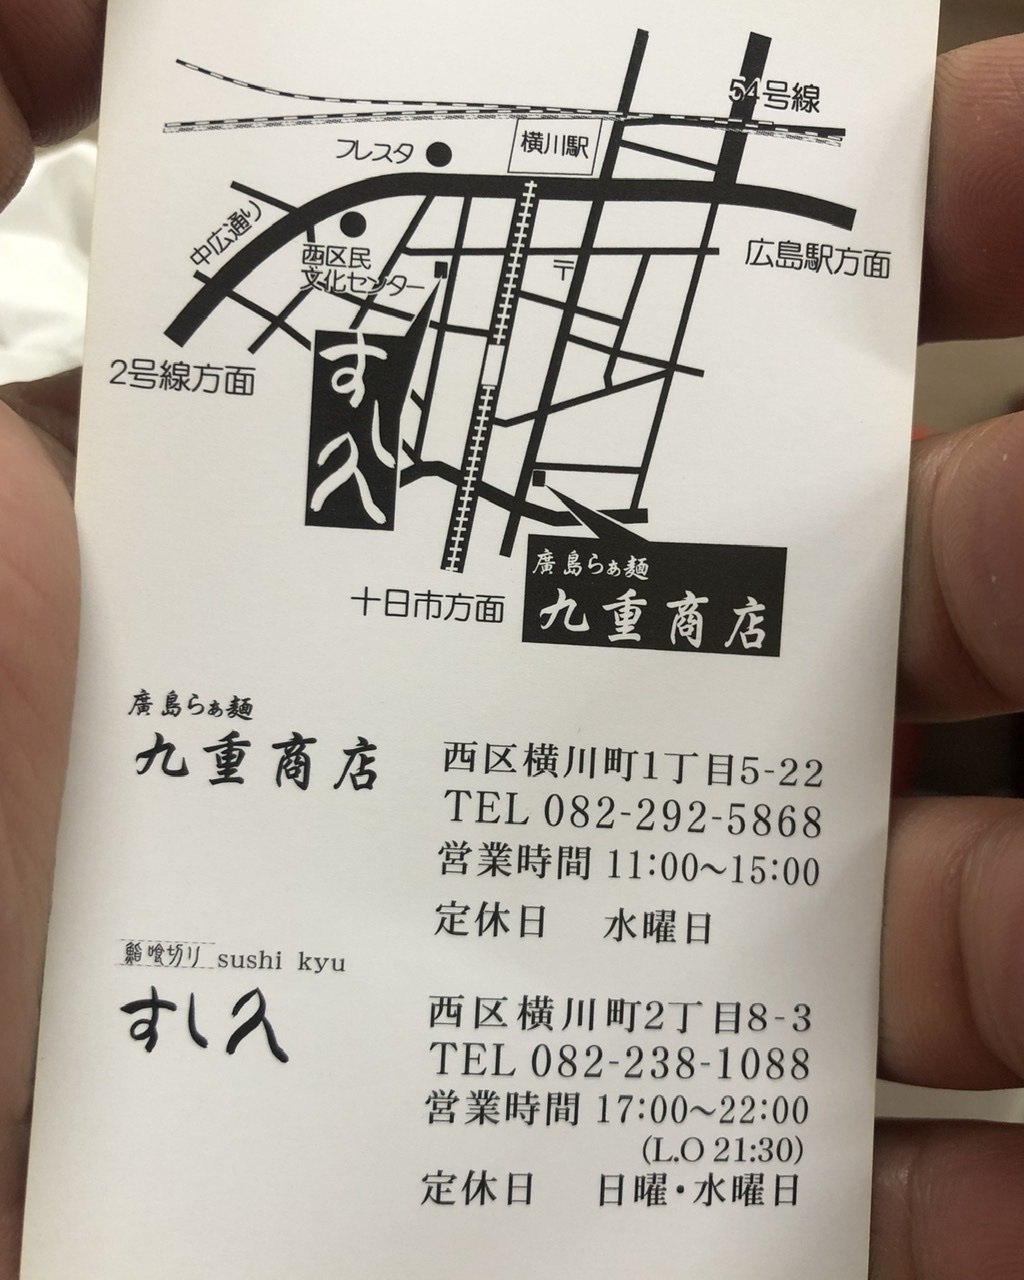 54号線
横川駅
フレスタ
中広通り
広島駅方面
西区民
文化センター
〒
2号線方面
すし久
廣島らぁ麺
九重商店
十日市方面
廣島らぁ麺
九重商店
西区横川町1丁目5-22
TEL 082-292-5868
営業時間 11:00〜15:00
定休日 水曜日
鮨喰切り sushi kyu
すし久
西区横川町2丁目8-3
TEL 082-238-1088
営業時間 17:00〜22:00
(L.O 21:30)
定休日 日曜・水曜日